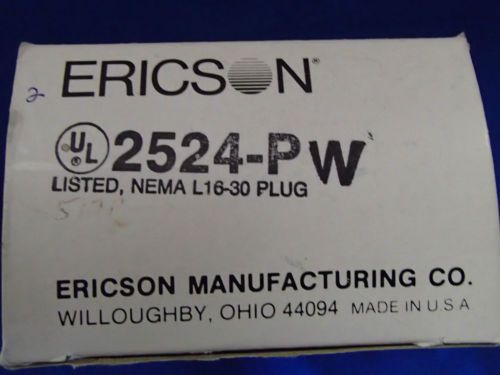 2
ERICSON®
UL 2524-PW
LISTED, NEMA L16-30 PLUG
ERICSON MANUFACTURING CO.
WILLOUGHBY, OHIO 44094 MADE IN U.S.A